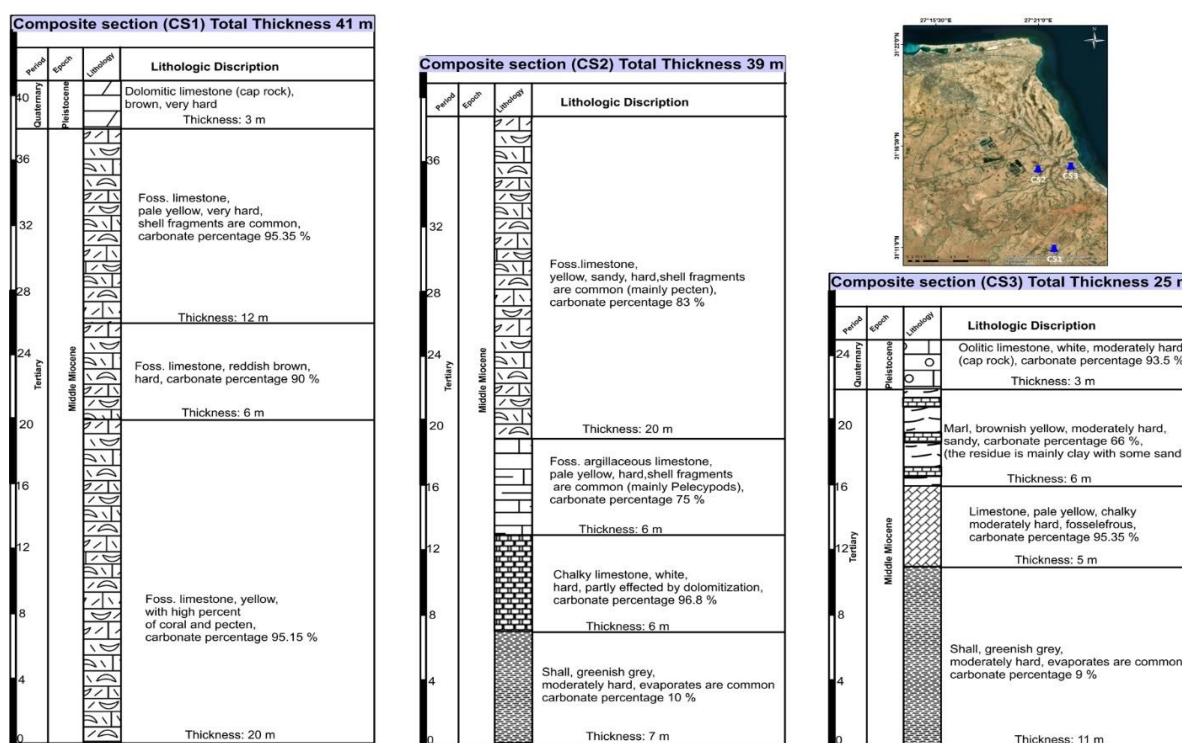 Composite section (CS1) Total Thickness 41 m
Period
Epoch
Lithology
Lithologic Discription
40
36
32
28
24
20
16
12
8
4
0
Quaternary
Tertiary
Pleistocene
Middle Miocene
Dolomitic limestone (cap rock),
brown, very hard
Thickness: 3 m
Foss. limestone,
pale yellow, very hard,
shell fragments are common,
carbonate percentage 95.35 %
Thickness: 12 m
Foss. limestone, reddish brown,
hard, carbonate percentage 90 %
Thickness: 6 m
Foss. limestone, yellow,
with high percent
of coral and pecten,
carbonate percentage 95.15 %
Thickness: 20 m
Composite section (CS2) Total Thickness 39 m
Period
Epoch
Lithology
Lithologic Discription
36
32
28
24
20
16
12
8
4
0
Tertiary
Middle Miocene
Foss.limestone,
yellow, sandy, hard,shell fragments
are common (mainly pecten),
carbonate percentage 83 %
Thickness: 20 m
Foss. argillaceous limestone,
pale yellow, hard,shell fragments
are common (mainly Pelecypods),
carbonate percentage 75 %
Thickness: 6 m
Chalky limestone, white,
hard, partly effected by dolomitization,
carbonate percentage 96.8 %
Thickness: 6 m
Shall, greenish grey,
moderately hard, evaporates are common
carbonate percentage 10 %
Thickness: 7 m
27°21'0"E
CS2
CS3
CS1
Composite section (CS3) Total Thickness 25 m
Period
Epoch
Lithology
Lithologic Discription
24
20
16
12
8
4
0
Quaternary
Tertiary
Pleistocene
Middle Miocene
Oolitic limestone, white, moderately hard
(cap rock), carbonate percentage 93.5 %
Thickness: 3 m
Marl, brownish yellow, moderately hard,
sandy, carbonate percentage 66 %,
(the residue is mainly clay with some sand
Thickness: 6 m
Limestone, pale yellow, chalky
moderately hard, fosselefrous,
carbonate percentage 95.35%
Thickness: 5 m
Shall, greenish grey,
moderately hard, evaporates are common
carbonate percentage 9 %
Thickness: 11 m